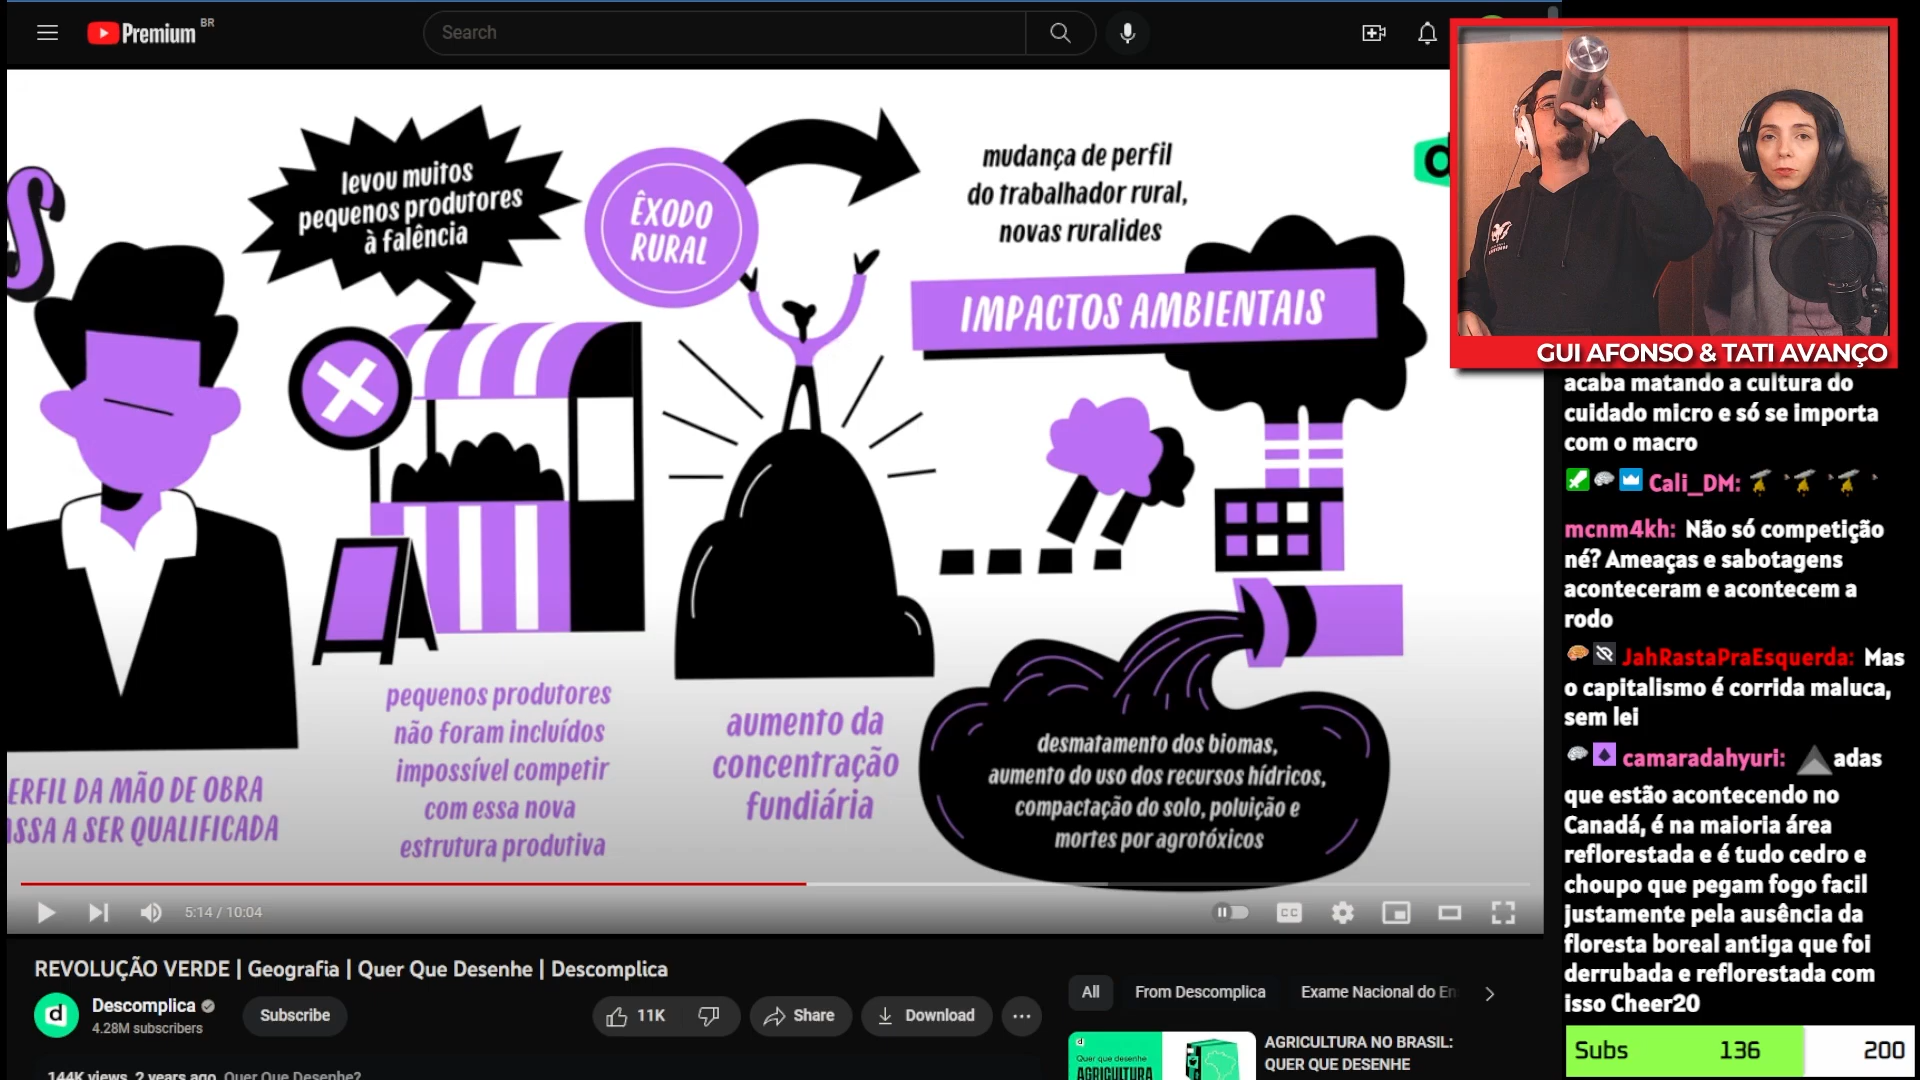 Premium BR
Search
levou muitos
pequenos produtores
à falência
ÊXODO
RURAL
mudança de perfil
do trabalhador rural,
novas ruralides
IMPACTOS AMBIENTAIS
ERFIL DA MÃO DE OBRA
ASSA A SER QUALIFICADA
pequenos produtores
não foram incluídos
impossível competir
com essa nova
estrutura produtiva
aumento da
concentração
fundiária
desmatamento dos biomas,
aumento do uso dos recursos hídricos,
compactação do solo, poluição e
mortes por agrotóxicos
5:14 / 10:04
CC
REVOLUÇÃO VERDE | Geografia | Quer Que Desenhe | Descomplica
d
Descomplica
4.28M subscribers
Subscribe
11K
Share
Download
144K views 2 years ago Quer Que Desenhe?
All
From Descomplica
Exame Nacional do En
d
Quer que desenhe
AGRICULTURA
AGRICULTURA NO BRASIL:
QUER QUE DESENHE
GUI AFONSO & TATI AVANÇO
acaba matando a cultura do
cuidado micro e só se importa
com o macro
Cali_DM:
mcnm4kh: Não só competição
né? Ameaças e sabotagens
aconteceram e acontecem a
rodo
JahRastaPraEsquerda: Mas
o capitalismo é corrida maluca,
sem lei
camaradahyuri: adas
que estão acontecendo no
Canadá, é na maioria área
reflorestada e é tudo cedro e
choupo que pegam fogo facil
justamente pela ausência da
floresta boreal antiga que foi
derrubada e reflorestada com
isso Cheer20
Subs 136 200